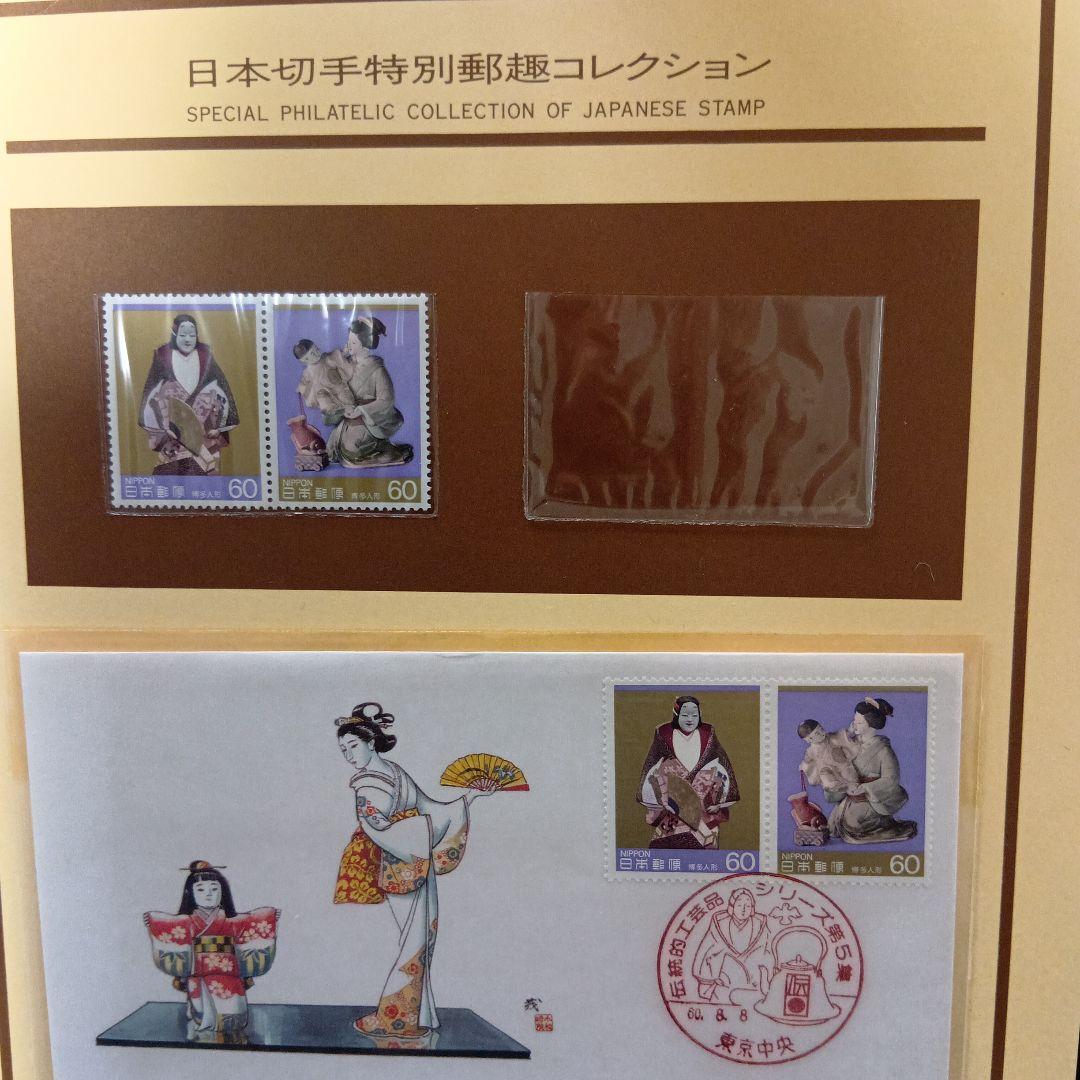 日本切手特別郵趣コレクション
SPECIAL PHILATELIC COLLECTION OF JAPANESE STAMP
NIPPON
日本郵便 博多人形 60
NIPPON
日本郵便 博多人形 60
NIPPON
日本郵便 博多人形 60
NIPPON
日本郵便 博多人形 60
伝統的工芸品シリーズ第5集
伝
60.8.8
東京中央